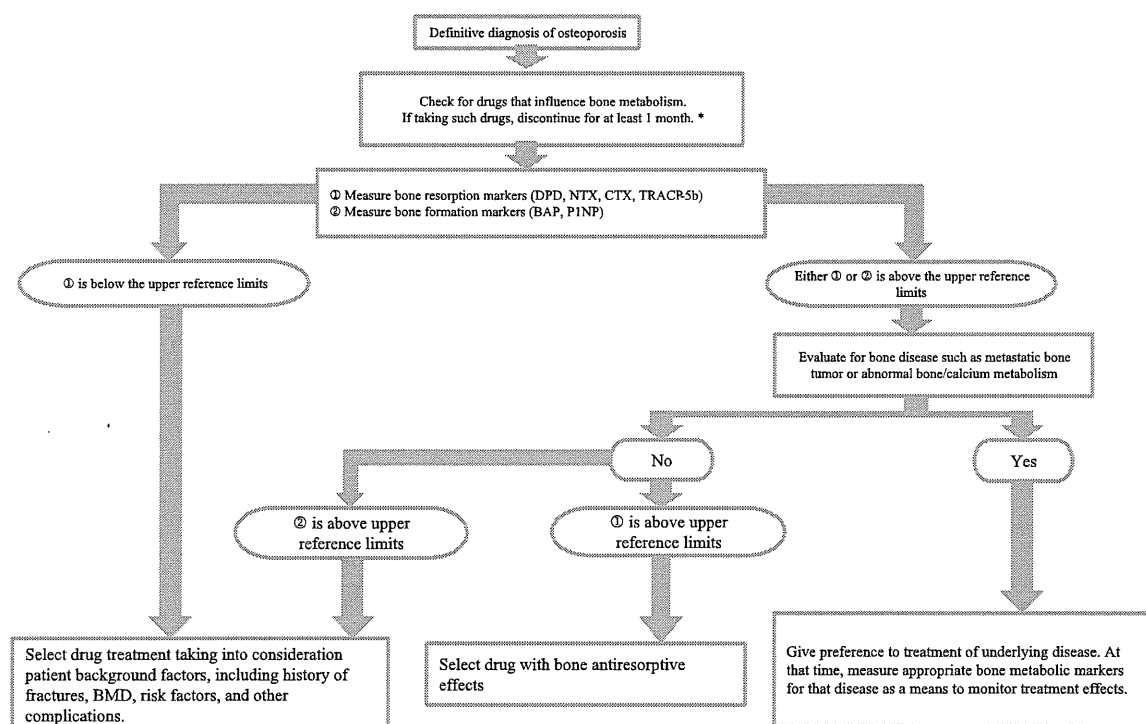 Definitive diagnosis of osteoporosis
Check for drugs that influence bone metabolism.
If taking such drugs, discontinue for at least 1 month. *
① Measure bone resorption markers (DPD, NTX, CTX, TRACP-5b)
② Measure bone formation markers (BAP, P1NP)
① is below the upper reference limits
Either ① or ② is above the upper reference
limits
Evaluate for bone disease such as metastatic bone
tumor or abnormal bone/calcium metabolism
No
Yes
② is above upper
reference limits
① is above upper
reference limits
Select drug treatment taking into consideration
patient background factors, including history of
fractures, BMD, risk factors, and other
complications.
Select drug with bone antiresorptive
effects
Give preference to treatment of underlying disease. At
that time, measure appropriate bone metabolic markers
for that disease as a means to monitor treatment effects.